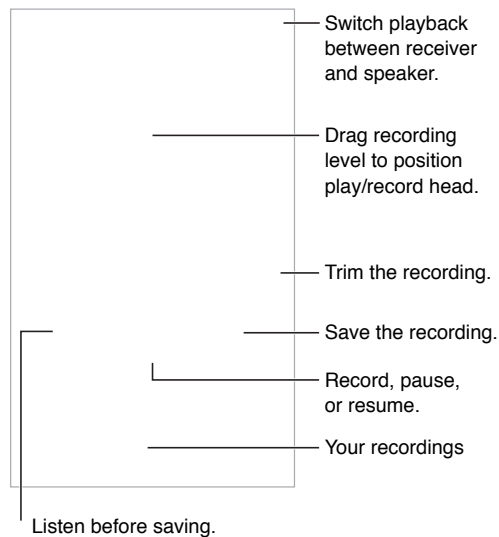 Switch playback
between receiver
and speaker.
Drag recording
level to position
play/record head.
Trim the recording.
Save the recording.
Record, pause,
or resume.
Your recordings
Listen before saving.